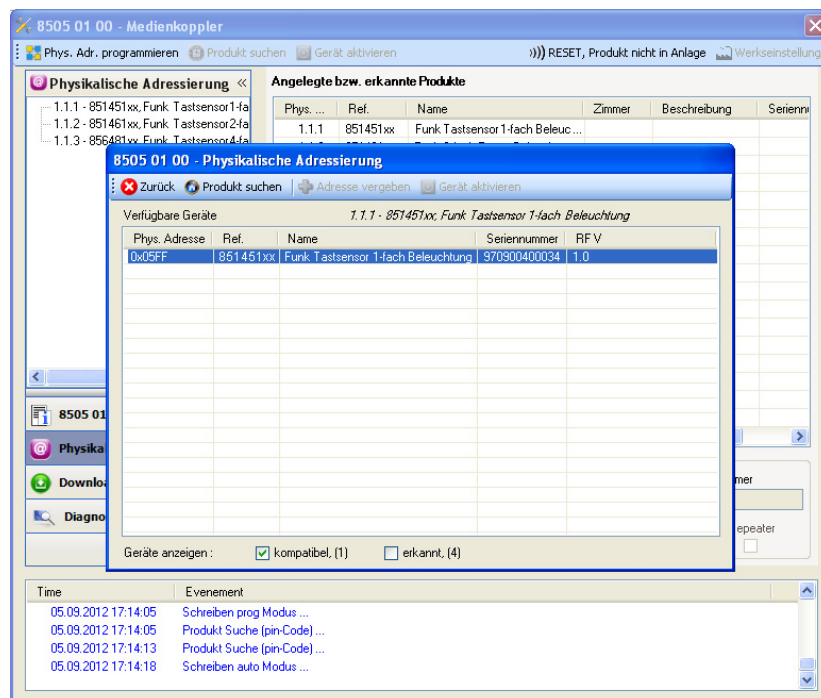 8505 01 00 - Medienkoppler
Phys. Adr. programmieren Produkt suchen Gerät aktivieren RESET, Produkt nicht in Anlage Werkseinstellung
Physikalische Adressierung « Angelegte bzw. erkannte Produkte
1.1.1 - 851451xx, Funk Tastsensor1-fa
1.1.2 - 851461xx, Funk Tastsensor2-fa
1.1.3 - 856481xx, Funk Tastsensor4-fa
Phys. ... Ref. Name Zimmer Beschreibung Seriennu
1.1.1 851451xx Funk Tastsensor 1-fach Beleuc ...
8505 01 00 - Physikalische Adressierung
Zurück Produkt suchen Adresse vergeben Gerät aktivieren
Verfügbare Geräte 1.1.1 - 851451xx, Funk Tastsensor 1-fach Beleuchtung
Phys. Adresse Ref. Name Seriennummer RF V
0x05FF 851451xx Funk Tastsensor 1-fach Beleuchtung 970900400034 1.0
Geräte anzeigen : kompatibel, (1) erkannt, (4)
8505 01
Physika
Downloa
Diagno
mer
epeater
Time Evenement
05.09.2012 17:14:05 Schreiben prog Modus ...
05.09.2012 17:14:05 Produkt Suche (pin-Code) ...
05.09.2012 17:14:13 Produkt Suche (pin-Code) ...
05.09.2012 17:14:18 Schreiben auto Modus ...